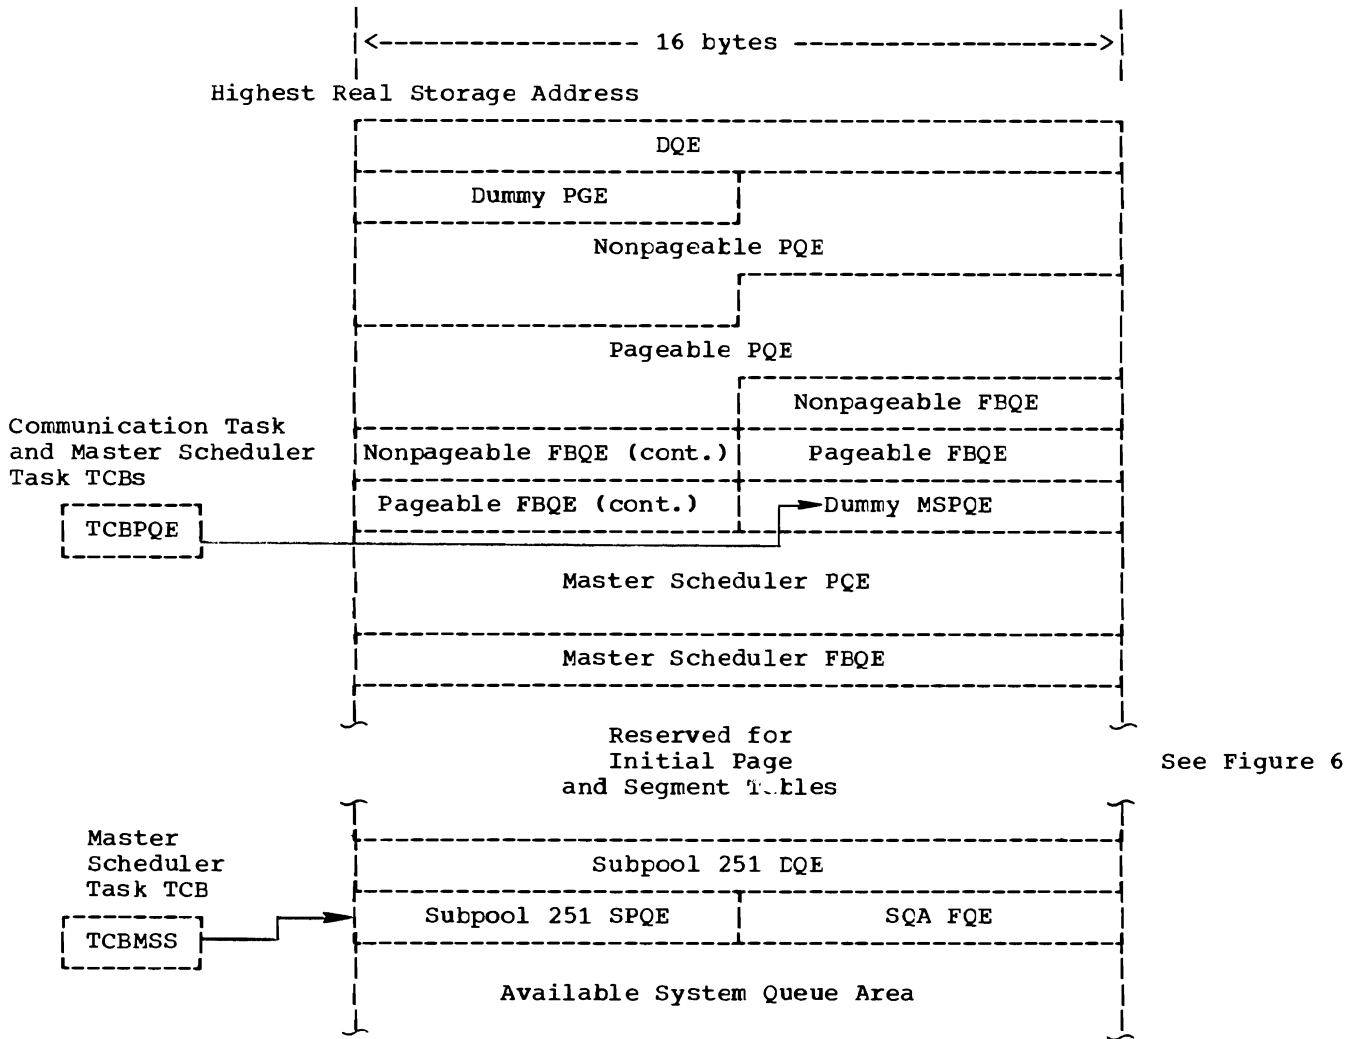 16 bytes
Highest Real Storage Address
DQE
Dummy PGE
Nonpageable PQE
Pageable PQE
Nonpageable FBQE
Communication Task
and Master Scheduler
Task TCBs
Nonpageable FBQE (cont.)
Pageable FBQE
Pageable FBQE (cont.)
Dummy MSPQE
TCBPQE
Master Scheduler PQE
Master Scheduler FBQE
Reserved for
Initial Page
and Segment
See Figure 6
Master
Scheduler
Task TCB
Subpool 251 DQE
Subpool 251 SPQE
SQA FQE
TCBMSS
Available System Queue Area